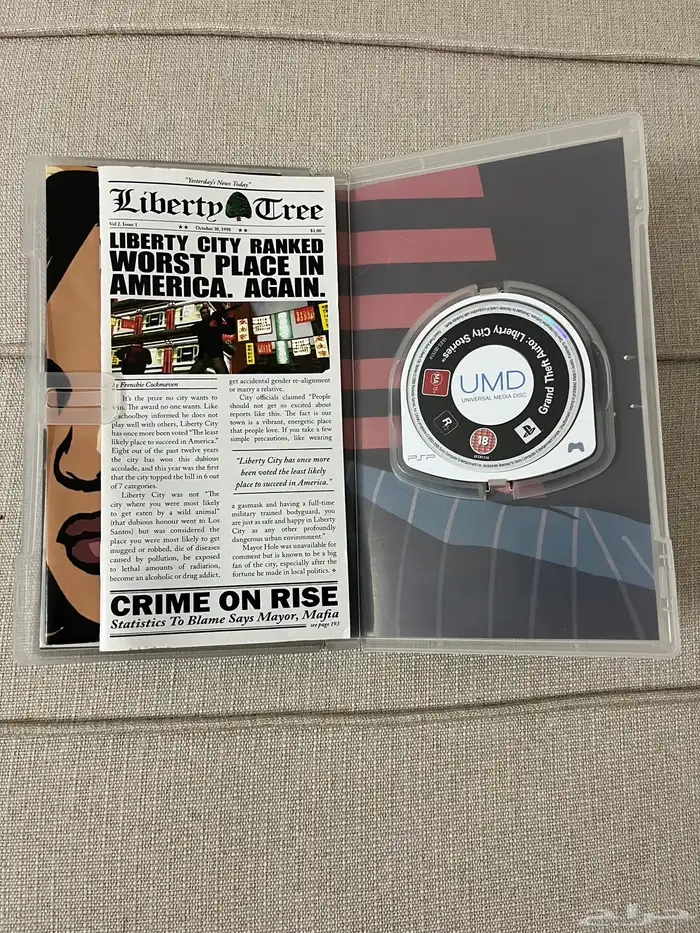 "Yesterday's News Today"
Liberty Tree
Vol 2. Issue 1 ★★ October 30, 1998 ★★ $1.00
LIBERTY CITY RANKED
WORST PLACE IN
AMERICA. AGAIN.
by Frenchie Cockmaven
It's the prize no city wants to
win. The award no one wants. Like
a schoolboy informed he does not
play well with others, Liberty City
has once more been voted "The least
likely place to succeed in America."
Eight out of the past twelve years
the city has won this dubious
accolade, and this year was the first
that the city topped the bill in 6 out
of 7 categories.
Liberty City was not "The
city where you were most likely
to get eaten by a wild animal"
(that dubious honour went to Los
Santos) but was considered the
place you were most likely to get
mugged or robbed, die of diseases
caused by pollution, be exposed
to lethal amounts of radiation,
become an alcoholic or drug addict,
get accidental gender re-alignment
or marry a relative.
City officials claimed "People
should not get so excited about
reports like this. The fact is our
town is a vibrant, energetic place
that people love. If you take a few
simple precautions, like wearing
"Liberty City has once more
been voted the least likely
place to succeed in America."
a gasmask and having a full-time
military trained bodyguard, you
are just as safe and happy in Liberty
City as any other profoundly
dangerous urban environment."
Mayor Hole was unavailable for
comment but is known to be a big
fan of the city, especially after the
fortune he made in local politics.
CRIME ON RISE
Statistics To Blame Says Mayor, Mafia
see page 193
Grand Theft Auto: Liberty City Stories™
UMD
UNIVERSAL MEDIA DISC
MA 15+
R
18
PSP
حراج